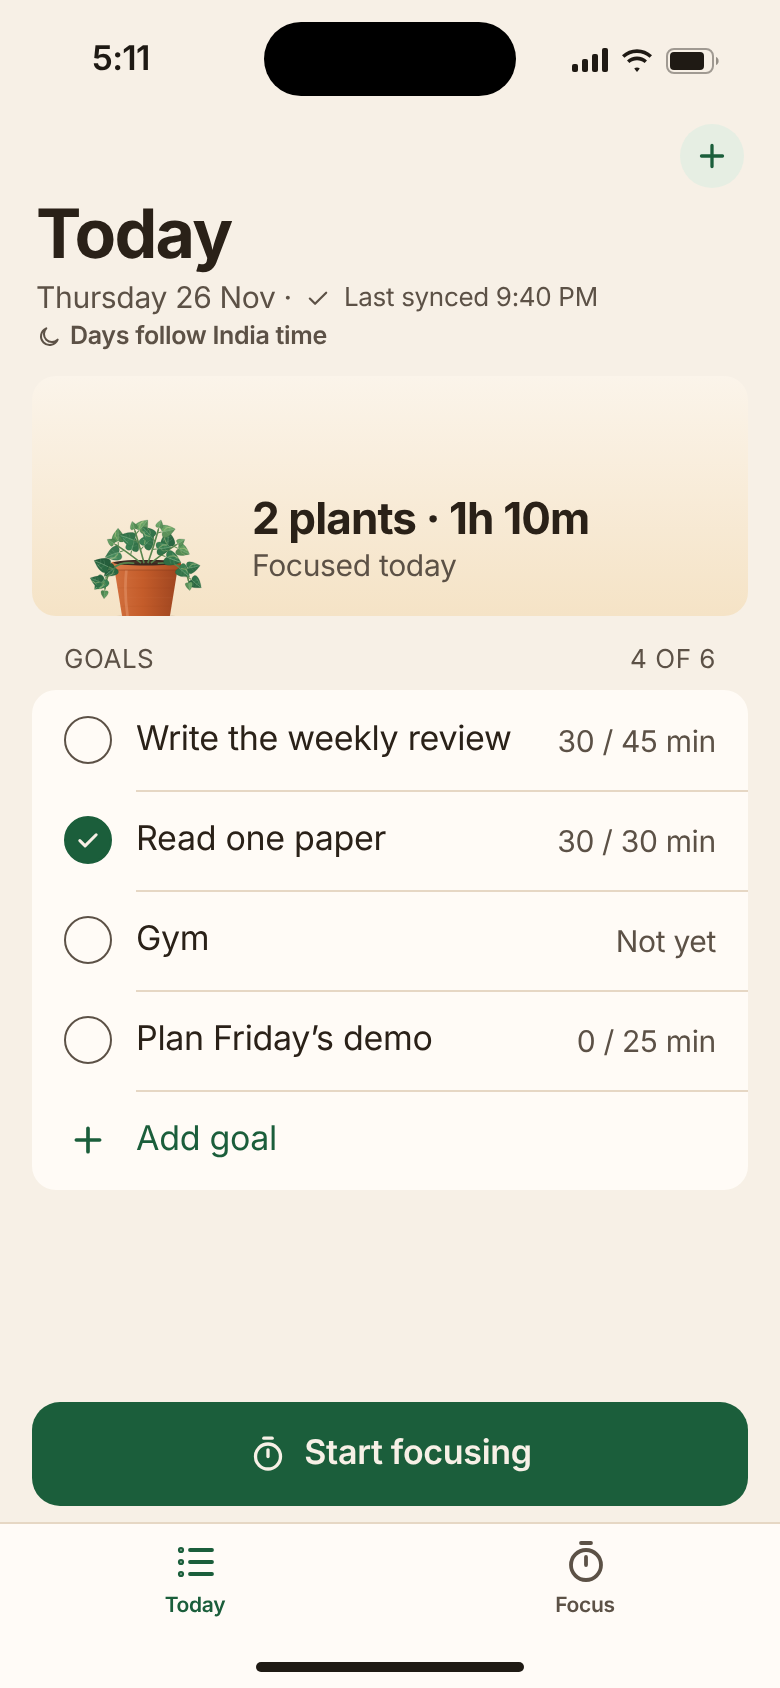 5:11
Today
Thursday 26 Nov · ✓ Last synced 9:40 PM
Days follow India time
2 plants · 1h 10m
Focused today
GOALS 4 OF 6
Write the weekly review 30 / 45 min
Read one paper 30 / 30 min
Gym Not yet
Plan Friday’s demo 0 / 25 min
Add goal
Start focusing
Today Focus